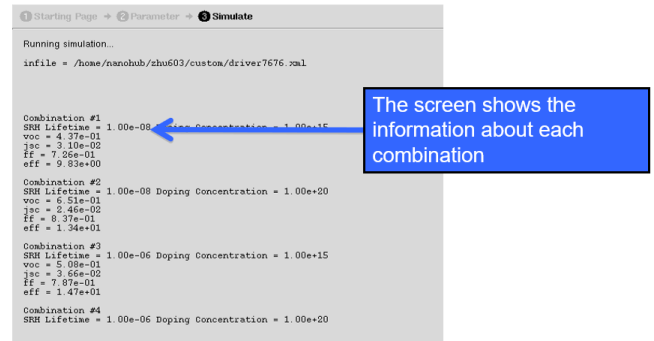 1 Starting Page → 2 Parameter → 3 Simulate
Running simulation...
infile = /home/nanohub/zhu603/custom/driver7676.xml
Combination #1
SRH Lifetime = 1.00e-08 Doping Concentration = 1.00e+15
voc = 4.37e-01
jsc = 3.10e-02
ff = 7.26e-01
eff = 9.83e+00
The screen shows the
information about each
combination
Combination #2
SRH Lifetime = 1.00e-08 Doping Concentration = 1.00e+20
voc = 6.51e-01
jsc = 2.46e-02
ff = 8.37e-01
eff = 1.34e+01
Combination #3
SRH Lifetime = 1.00e-06 Doping Concentration = 1.00e+15
voc = 5.08e-01
jsc = 3.66e-02
ff = 7.87e-01
eff = 1.47e+01
Combination #4
SRH Lifetime = 1.00e-06 Doping Concentration = 1.00e+20